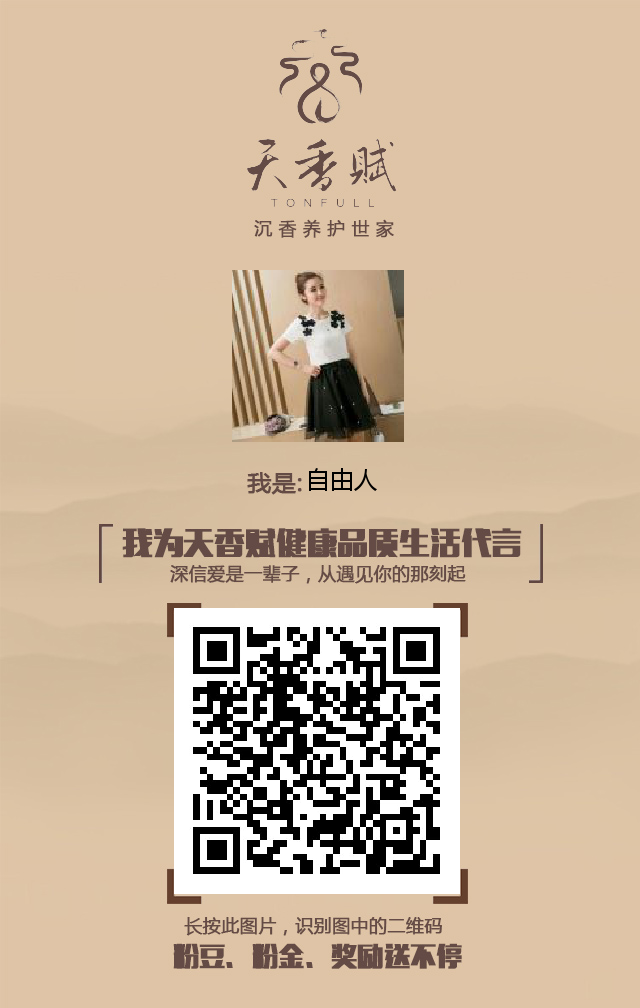 天香赋
TONFULL
沉香养护世家
我是:自由人
我为天香赋健康品质生活代言
深信爱是一辈子，从遇见你的那刻起
长按此图片，识别图中的二维码
粉豆、粉金、奖励送不停